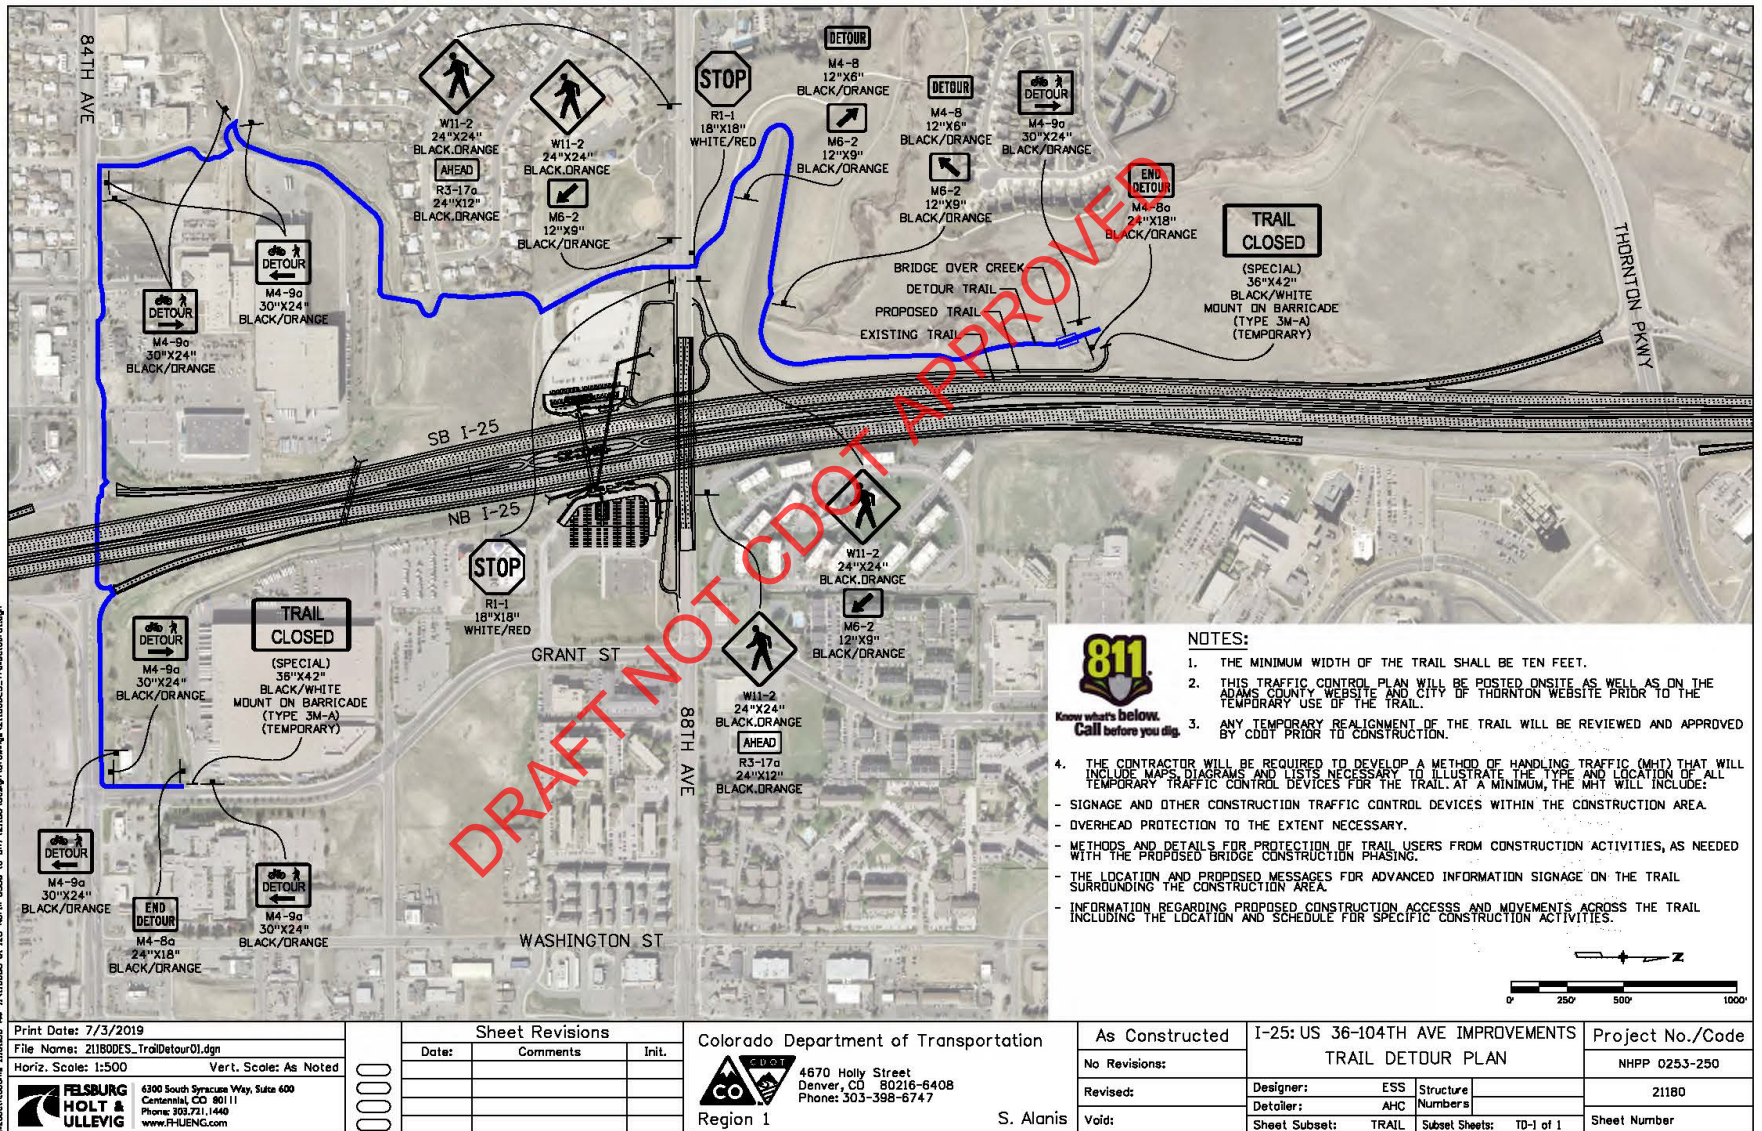 84TH AVE
W11-2
24"X24"
BLACK.ORANGE
AHEAD
R3-17a
24"X12"
BLACK.ORANGE
W11-2
24"X24"
BLACK.ORANGE
M6-2
12"X9"
BLACK/ORANGE
STOP
R1-1
18"X18"
WHITE/RED
DETOUR
M4-8
12"X6"
BLACK/ORANGE
M6-2
12"X9"
BLACK/ORANGE
DETOUR
M4-8
12"X6"
BLACK/ORANGE
M6-2
12"X9"
BLACK/ORANGE
DETOUR
M4-9a
30"X24"
BLACK/ORANGE
END
DETOUR
M4-8a
24"X18"
BLACK/ORANGE
TRAIL
CLOSED
(SPECIAL)
36"X42"
BLACK/WHITE
MOUNT ON BARRICADE
(TYPE 3M-A)
(TEMPORARY)
THORNTON PKWY
DETOUR
M4-9a
30"X24"
BLACK/ORANGE
DETOUR
M4-9a
30"X24"
BLACK/ORANGE
BRIDGE OVER CREEK
DETOUR TRAIL
PROPOSED TRAIL
EXISTING TRAIL
SB I-25
NB I-25
DRAFT NOT CDOT APPROVED
STOP
R1-1
18"X18"
WHITE/RED
W11-2
24"X24"
BLACK.ORANGE
M6-2
12"X9"
BLACK/ORANGE
DETOUR
M4-9a
30"X24"
BLACK/ORANGE
TRAIL
CLOSED
(SPECIAL)
36"X42"
BLACK/WHITE
MOUNT ON BARRICADE
(TYPE 3M-A)
(TEMPORARY)
GRANT ST
88TH AVE
W11-2
24"X24"
BLACK.ORANGE
AHEAD
R3-17a
24"X12"
BLACK.ORANGE
DETOUR
M4-9a
30"X24"
BLACK/ORANGE
END
DETOUR
M4-8a
24"X18"
BLACK/ORANGE
DETOUR
M4-9a
30"X24"
BLACK/ORANGE
WASHINGTON ST
811
Know what's below.
Call before you dig.
NOTES:
1. THE MINIMUM WIDTH OF THE TRAIL SHALL BE TEN FEET.
2. THIS TRAFFIC CONTROL PLAN WILL BE POSTED ONSITE AS WELL AS ON THE
ADAMS COUNTY WEBSITE AND CITY OF THORNTON WEBSITE PRIOR TO THE
TEMPORARY USE OF THE TRAIL.
3. ANY TEMPORARY REALIGNMENT OF THE TRAIL WILL BE REVIEWED AND APPROVED
BY CDOT PRIOR TO CONSTRUCTION.
4. THE CONTRACTOR WILL BE REQUIRED TO DEVELOP A METHOD OF HANDLING TRAFFIC (MHT) THAT WILL
INCLUDE MAPS, DIAGRAMS AND LISTS NECESSARY TO ILLUSTRATE THE TYPE AND LOCATION OF ALL
TEMPORARY TRAFFIC CONTROL DEVICES FOR THE TRAIL. AT A MINIMUM, THE MHT WILL INCLUDE:
- SIGNAGE AND OTHER CONSTRUCTION TRAFFIC CONTROL DEVICES WITHIN THE CONSTRUCTION AREA.
- OVERHEAD PROTECTION TO THE EXTENT NECESSARY.
- METHODS AND DETAILS FOR PROTECTION OF TRAIL USERS FROM CONSTRUCTION ACTIVITIES, AS NEEDED
WITH THE PROPOSED BRIDGE CONSTRUCTION PHASING.
- THE LOCATION AND PROPOSED MESSAGES FOR ADVANCED INFORMATION SIGNAGE ON THE TRAIL
SURROUNDING THE CONSTRUCTION AREA.
- INFORMATION REGARDING PROPOSED CONSTRUCTION ACCESSS AND MOVEMENTS ACROSS THE TRAIL
INCLUDING THE LOCATION AND SCHEDULE FOR SPECIFIC CONSTRUCTION ACTIVITIES.
N
0' 250' 500' 1000'
Print Date: 7/3/2019
File Name: 21180DES_TrailDetour01.dgn
Horiz. Scale: 1:500 Vert. Scale: As Noted
FELSBURG
HOLT &
ULLEVIG
6300 South Syracuse Way, Suite 600
Centennial, CO 80111
Phone: 303.721.1440
www.FHUENG.com
Sheet Revisions
Date: Comments Init.
Colorado Department of Transportation
CDOT
CO
4670 Holly Street
Denver, CO 80216-6408
Phone: 303-398-6747
Region 1 S. Alanis
As Constructed
No Revisions:
Revised:
Void:
I-25: US 36-104TH AVE IMPROVEMENTS
TRAIL DETOUR PLAN
Designer: ESS
Detailer: AHC
Structure
Numbers
Sheet Subset: TRAIL
Subset Sheets: TD-1 of 1
Project No./Code
NHPP 0253-250
21180
Sheet Number